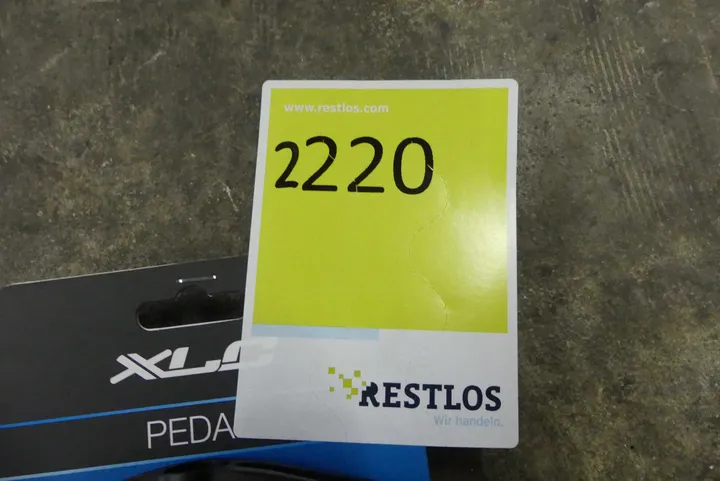 www.restlos.com
2220
XLC
PEDA
RESTLOS
Wir handeln.